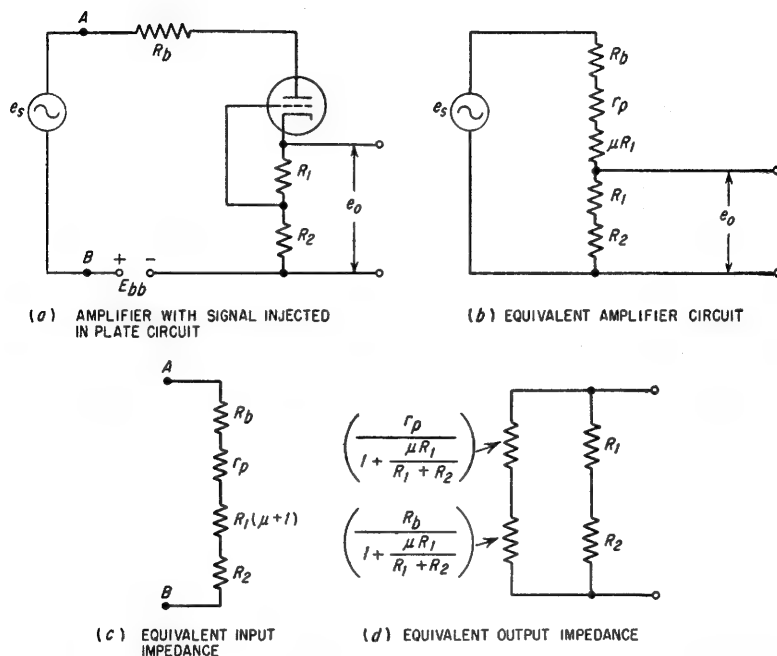 A
R_b
e_s
R_1
R_2
e_o
B
+ -
E_bb
(a) AMPLIFIER WITH SIGNAL INJECTED
IN PLATE CIRCUIT
R_b
r_p
μR_1
e_s
R_1
R_2
e_o
(b) EQUIVALENT AMPLIFIER CIRCUIT
A
R_b
r_p
R_1(μ+1)
R_2
B
(c) EQUIVALENT INPUT
IMPEDANCE
(r_p / (1 + μR_1 / (R_1 + R_2)))
(R_b / (1 + μR_1 / (R_1 + R_2)))
R_1
R_2
(d) EQUIVALENT OUTPUT IMPEDANCE